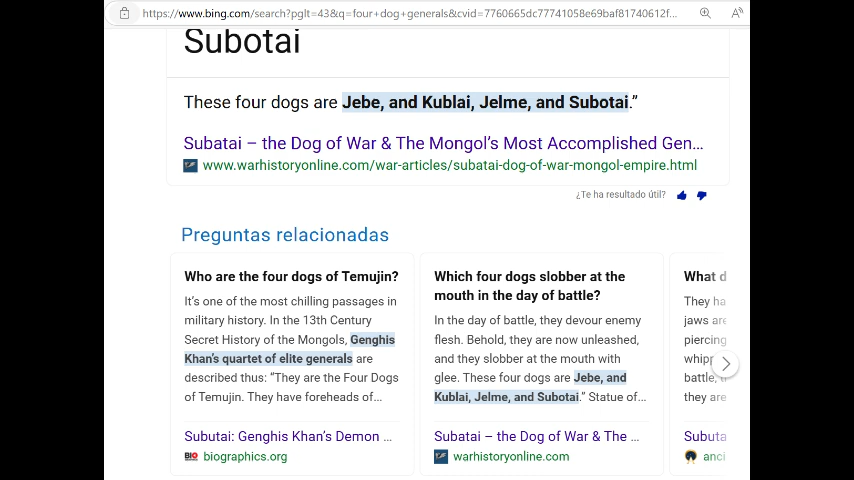 https://www.bing.com/search?pglt=43&q=four+dog+generals&cvid=7760665dc77741058e69baf81740612f...
Subotai
These four dogs are Jebe, and Kublai, Jelme, and Subotai.”
Subatai – the Dog of War & The Mongol’s Most Accomplished Gen...
www.warhistoryonline.com/war-articles/subatai-dog-of-war-mongol-empire.html
¿Te ha resultado útil?
Preguntas relacionadas
Who are the four dogs of Temujin?
It’s one of the most chilling passages in
military history. In the 13th Century
Secret History of the Mongols, Genghis
Khan’s quartet of elite generals are
described thus: “They are the Four Dogs
of Temujin. They have foreheads of...
Subutai: Genghis Khan’s Demon ...
BIO biographics.org
Which four dogs slobber at the
mouth in the day of battle?
In the day of battle, they devour enemy
flesh. Behold, they are now unleashed,
and they slobber at the mouth with
glee. These four dogs are Jebe, and
Kublai, Jelme, and Subotai.” Statue of...
Subatai – the Dog of War & The ...
warhistoryonline.com
What d
They ha
jaws are
piercing
whipp
battle,
they are
Subuta
anci